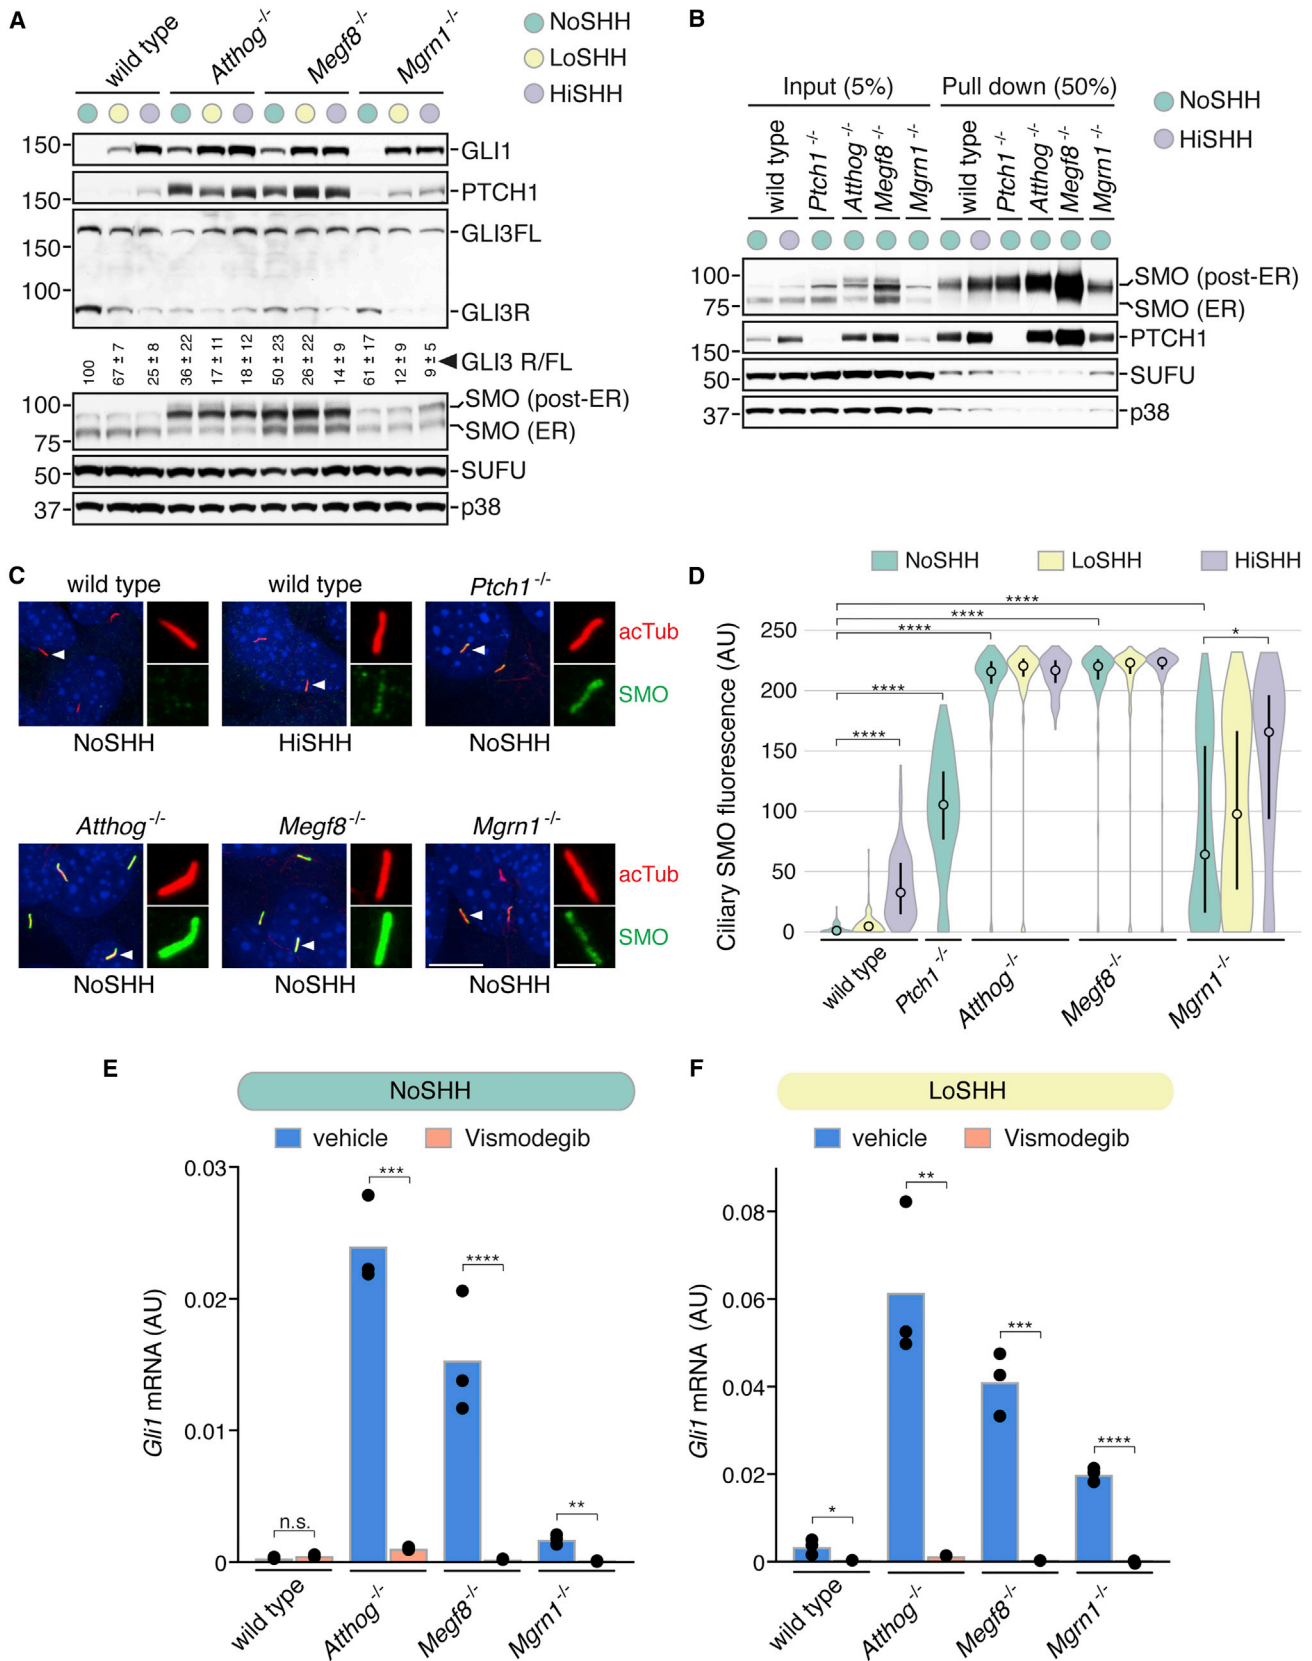 A
wild type
Atthog-/-
Megf8-/-
Mgrn1-/-
NoSHH
LoSHH
HiSHH
150
GLI1
150
PTCH1
GLI3FL
150
100
GLI3R
100
67 ± 7
25 ± 8
36 ± 22
17 ± 11
18 ± 12
50 ± 23
26 ± 22
14 ± 9
61 ± 17
12 ± 9
9 ± 5
GLI3 R/FL
100
SMO (post-ER)
SMO (ER)
75
50
SUFU
37
p38
B
Input (5%)
Pull down (50%)
NoSHH
HiSHH
wild type
Ptch1-/-
Atthog-/-
Megf8-/-
Mgrn1-/-
wild type
Ptch1-/-
Atthog-/-
Megf8-/-
Mgrn1-/-
100
SMO (post-ER)
75
SMO (ER)
PTCH1
150
50
SUFU
37
p38
C
wild type
wild type
Ptch1-/-
acTub
SMO
NoSHH
HiSHH
NoSHH
Atthog-/-
Megf8-/-
Mgrn1-/-
acTub
SMO
NoSHH
NoSHH
NoSHH
D
NoSHH
LoSHH
HiSHH
Ciliary SMO fluorescence (AU)
250
200
150
100
50
0
****
****
****
****
****
*
wild type
Ptch1-/-
Atthog-/-
Megf8-/-
Mgrn1-/-
E
NoSHH
vehicle
Vismodegib
Gli1 mRNA (AU)
0.03
0.02
0.01
0
n.s.
***
****
**
wild type
Atthog-/-
Megf8-/-
Mgrn1-/-
F
LoSHH
vehicle
Vismodegib
Gli1 mRNA (AU)
0.08
0.06
0.04
0.02
0
*
**
***
****
wild type
Atthog-/-
Megf8-/-
Mgrn1-/-